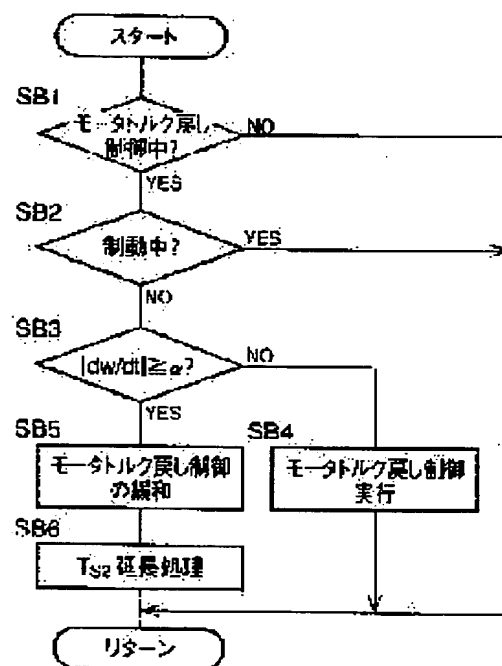 スタート
SB1
モータトルク戻し
制御中?
NO
YES
SB2
制動中?
YES
NO
SB3
|dw/dt|≧α?
NO
YES
SB5
モータトルク戻し制御
の緩和
SB4
モータトルク戻し制御
実行
SB6
TS2 延長処理
リターン